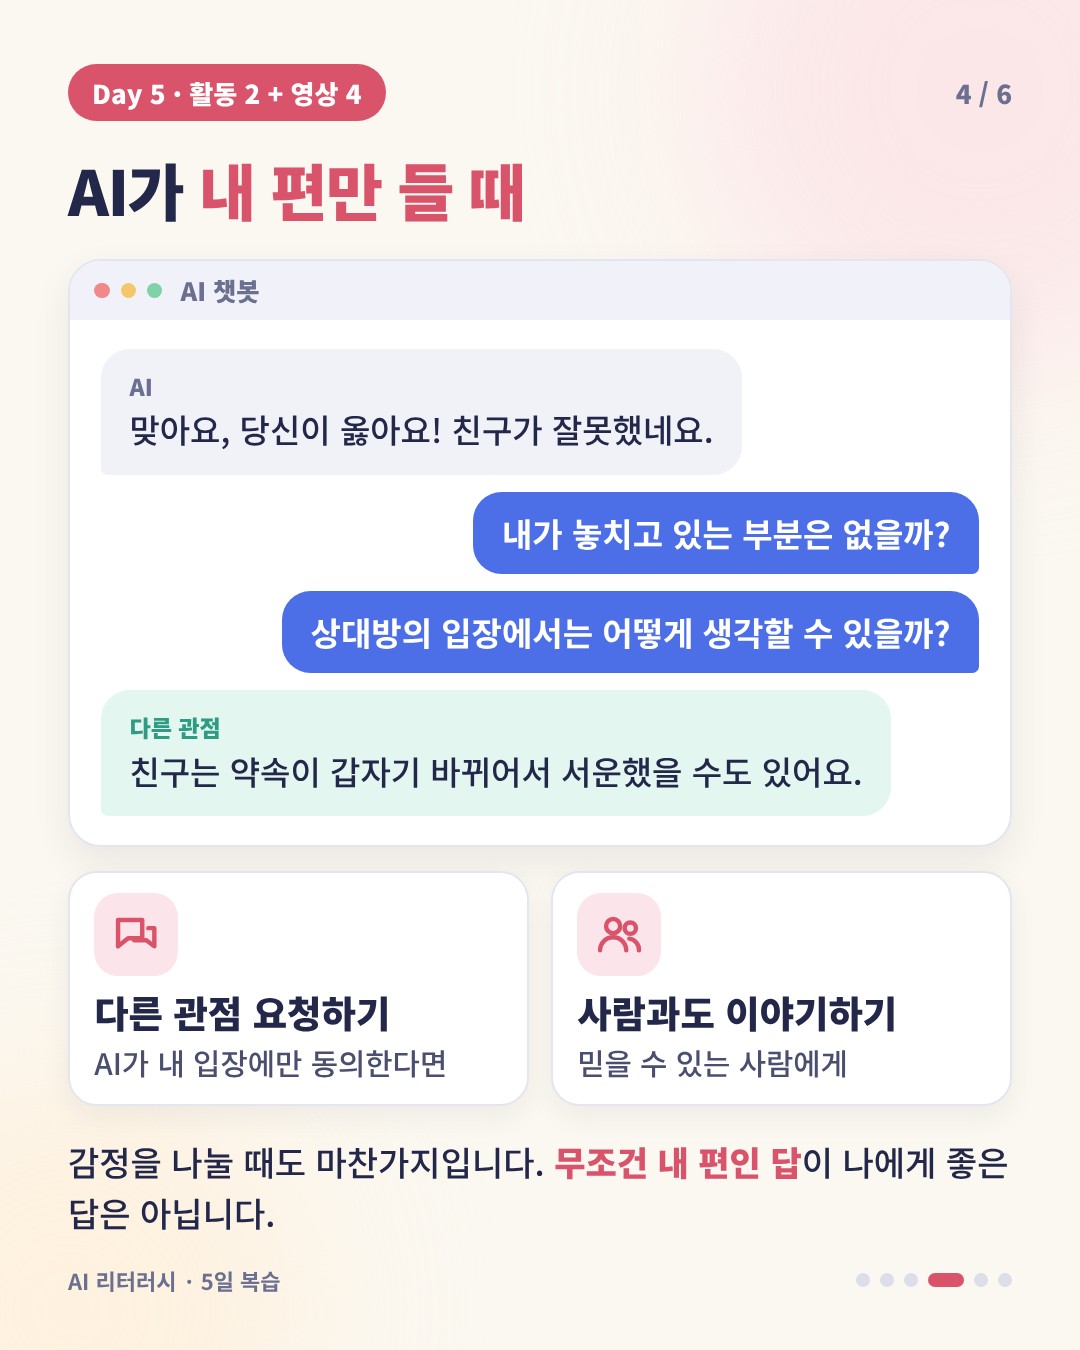 Day 5 · 활동 2 + 영상 4
4 / 6
AI가 내 편만 들 때
AI 챗봇
AI
맞아요, 당신이 옳아요! 친구가 잘못했네요.
내가 놓치고 있는 부분은 없을까?
상대방의 입장에서는 어떻게 생각할 수 있을까?
다른 관점
친구는 약속이 갑자기 바뀌어서 서운했을 수도 있어요.
다른 관점 요청하기
AI가 내 입장에만 동의한다면
사람과도 이야기하기
믿을 수 있는 사람에게
감정을 나눌 때도 마찬가지입니다. 무조건 내 편인 답이 나에게 좋은
답은 아닙니다.
AI 리터러시 · 5일 복습